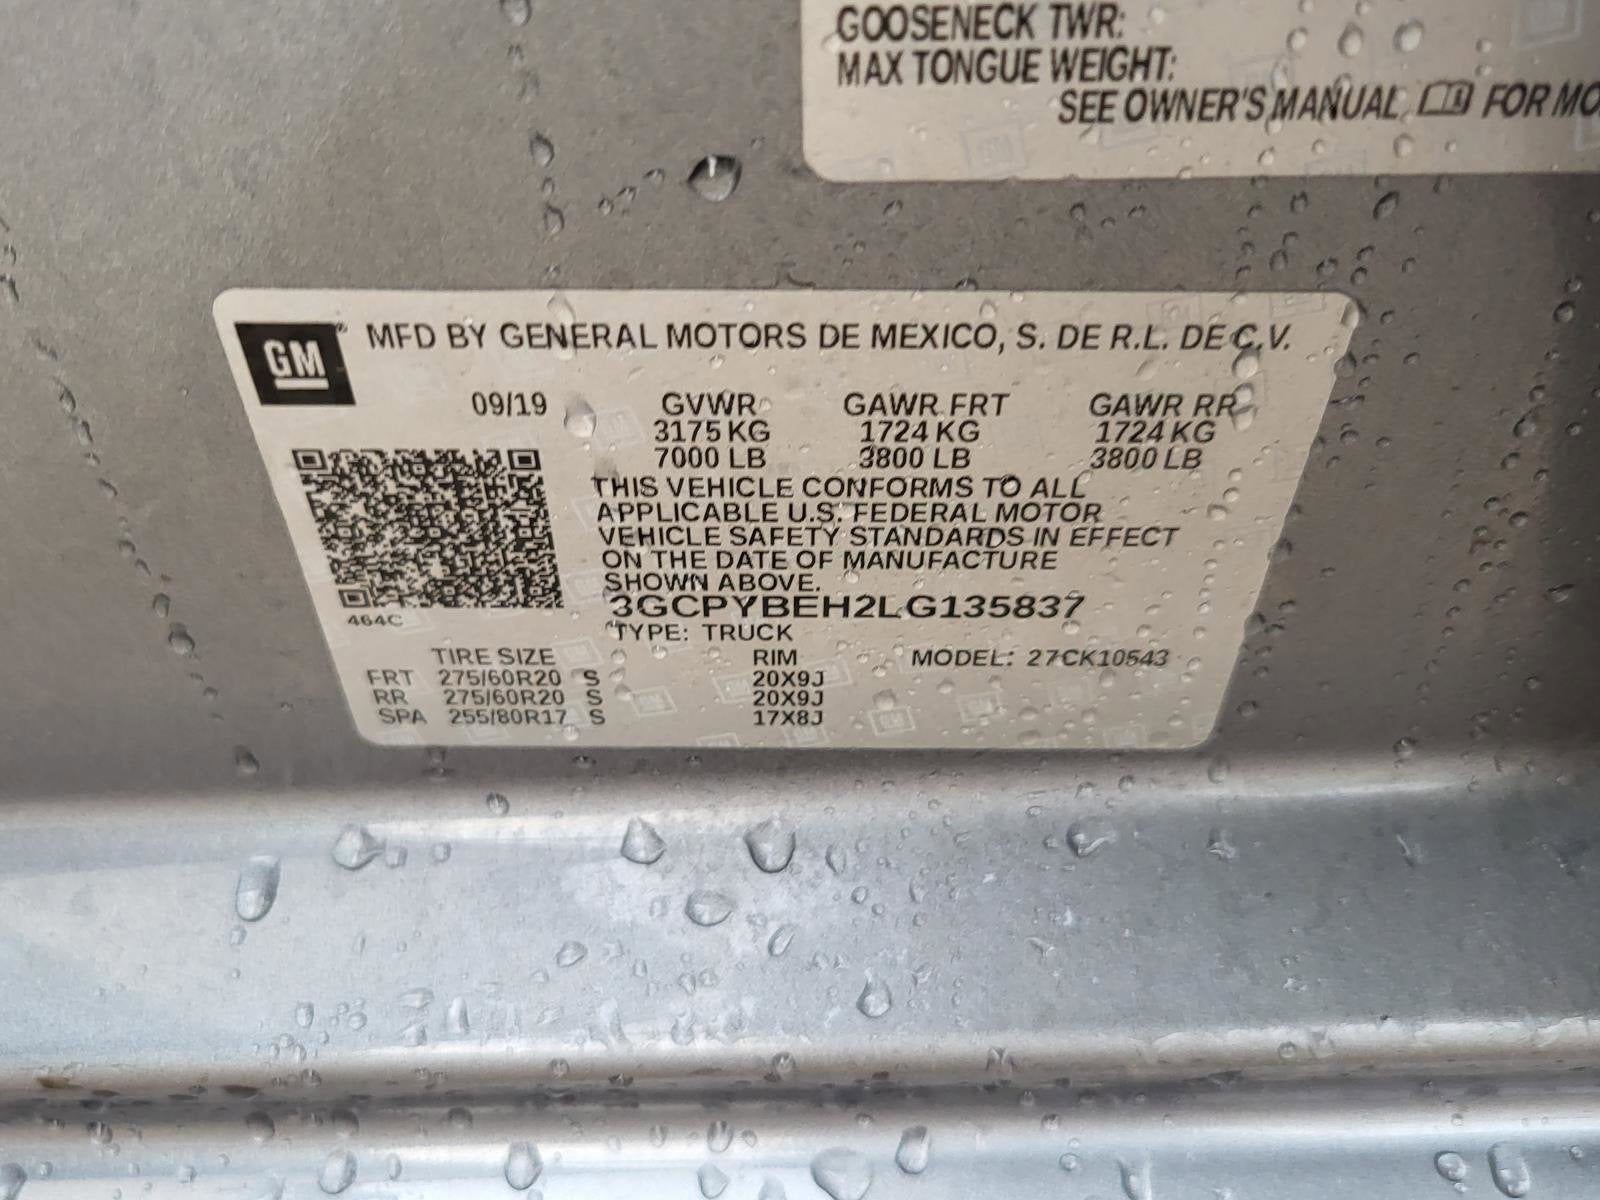 GOOSENECK TWR:
MAX TONGUE WEIGHT:
SEE OWNER'S MANUAL FOR MO
GM MFD BY GENERAL MOTORS DE MEXICO, S. DE R.L. DE C.V.
09/19 GVWR GAWR FRT GAWR RR
3175 KG 1724 KG 1724 KG
7000 LB 3800 LB 3800 LB
THIS VEHICLE CONFORMS TO ALL
APPLICABLE U.S. FEDERAL MOTOR
VEHICLE SAFETY STANDARDS IN EFFECT
ON THE DATE OF MANUFACTURE
SHOWN ABOVE.
3GCPYBEH2LG135837
464C
TYPE: TRUCK
TIRE SIZE RIM MODEL: 27CK10543
FRT 275/60R20 S 20X9J
RR 275/60R20 S 20X9J
SPA 255/80R17 S 17X8J